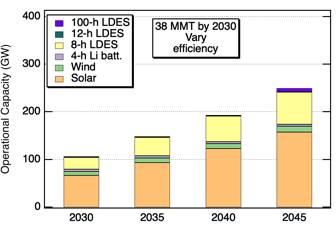 400
300
200
100
0
Operational Capacity (GW)
100-h LDES
12-h LDES
8-h LDES
4-h Li batt.
Wind
Solar
38 MMT by 2030
Vary
efficiency
2030 2035 2040 2045